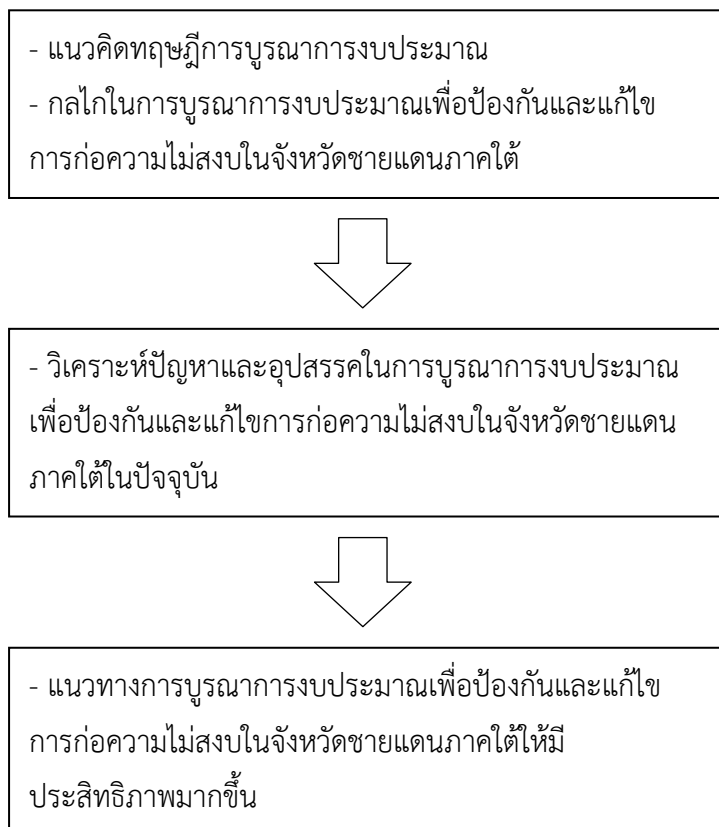 - แนวคิดทฤษฎีการบูรณาการงบประมาณ
- กลไกในการบูรณาการงบประมาณเพื่อป้องกันและแก้ไข
การก่อความไม่สงบในจังหวัดชายแดนภาคใต้
- วิเคราะห์ปัญหาและอุปสรรคในการบูรณาการงบประมาณ
เพื่อป้องกันและแก้ไขการก่อความไม่สงบในจังหวัดชายแดน
ภาคใต้ในปัจจุบัน
- แนวทางการบูรณาการงบประมาณเพื่อป้องกันและแก้ไข
การก่อความไม่สงบในจังหวัดชายแดนภาคใต้ให้มี
ประสิทธิภาพมากขึ้น